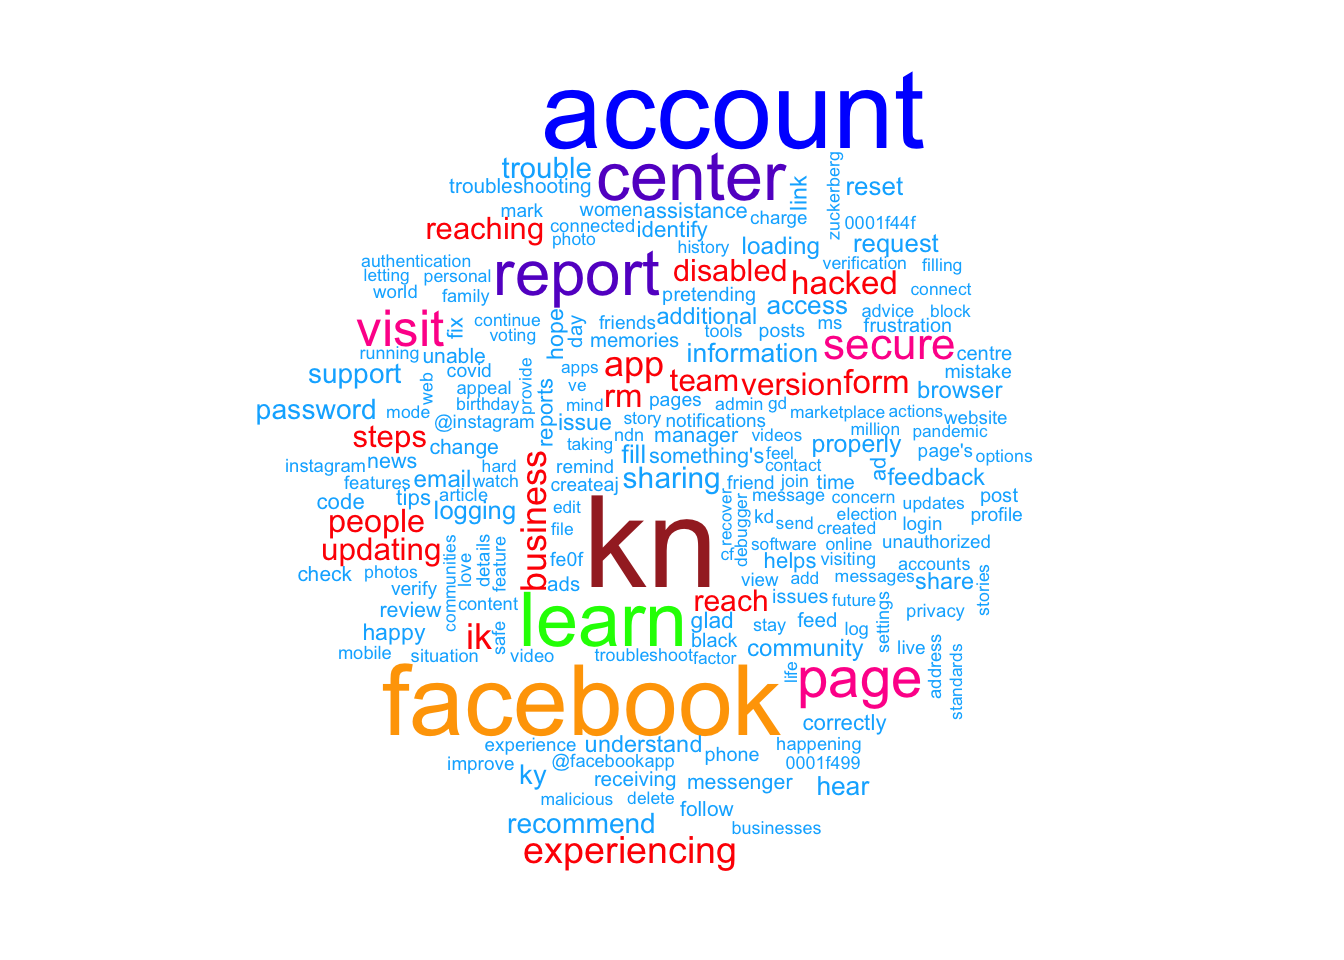 account
trouble center
troubleshooting link zuckerberg reset
mark women assistance charge 0001f44f
reaching connected identify
photo history loading request
authentication report disabled verification filling
letting personal hacked connect
world family pretending access
visit fix continue hope day friends additional tools posts ms advice block
voting memories frustration
running unable information secure centre
support covid apps app mistake
web appeal provide ve rm team version form browser
password mode birthday mind pages admin gd marketplace actions website
@instagram reports issue story notifications million pandemic
steps change taking ndn manager videos properly page's options
instagram news hard remind fill something's feel contact
features email watch createaj sharing friend join time ad feedback
code tips article business edit kn recover debugger message concern updates post
people logging file kd send created election login profile
updating communities love details feature fe0f cf software online unauthorized
check photos helps visiting accounts
verify ads view add messages share stories
review content learn reach issues future settings privacy
happy ik safe glad stay feed log
mobile situation video black community live address standards
troubleshoot factor life
facebook page
correctly
experience understand phone happening
improve @facebookapp 0001f499
ky receiving messenger hear
malicious delete follow
recommend businesses
experiencing